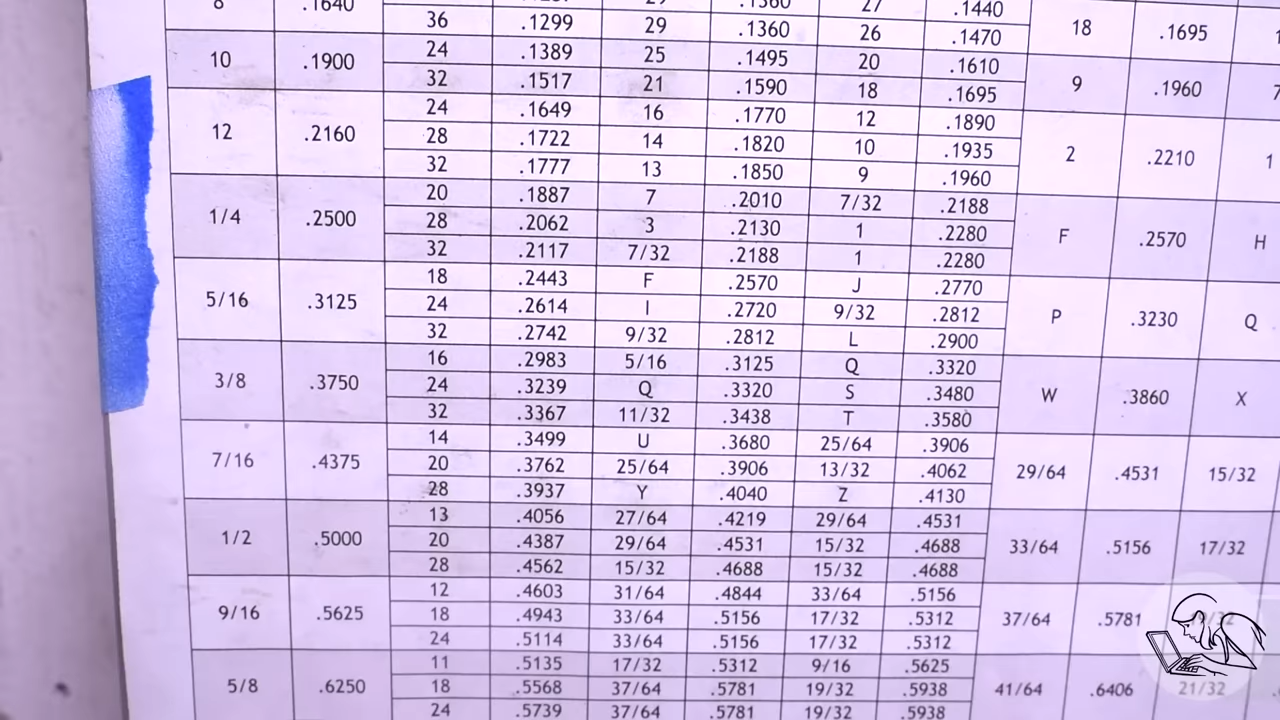 8 .1640 .1360 27 .1440
36 .1299 29 .1360 26 .1470 18 .1695
10 .1900 24 .1389 25 .1495 20 .1610
32 .1517 21 .1590 18 .1695 9 .1960 7
12 .2160 24 .1649 16 .1770 12 .1890
28 .1722 14 .1820 10 .1935 2 .2210 1
32 .1777 13 .1850 9 .1960
1/4 .2500 20 .1887 7 .2010 7/32 .2188
28 .2062 3 .2130 1 .2280 F .2570 H
32 .2117 7/32 .2188 1 .2280
5/16 .3125 18 .2443 F .2570 J .2770
24 .2614 I .2720 9/32 .2812 P .3230 Q
32 .2742 9/32 .2812 L .2900
3/8 .3750 16 .2983 5/16 .3125 Q .3320
24 .3239 Q .3320 S .3480 W .3860 X
32 .3367 11/32 .3438 T .3580
7/16 .4375 14 .3499 U .3680 25/64 .3906
20 .3762 25/64 .3906 13/32 .4062 29/64 .4531 15/32
28 .3937 Y .4040 Z .4130
1/2 .5000 13 .4056 27/64 .4219 29/64 .4531
20 .4387 29/64 .4531 15/32 .4688 33/64 .5156 17/32
28 .4562 15/32 .4688 15/32 .4688
9/16 .5625 12 .4603 31/64 .4844 33/64 .5156
18 .4943 33/64 .5156 17/32 .5312 37/64 .5781
24 .5114 33/64 .5156 17/32 .5312
5/8 .6250 11 .5135 17/32 .5312 9/16 .5625
18 .5568 37/64 .5781 19/32 .5938 41/64 .6406 21/32
24 .5739 37/64 .5781 19/32 .5938